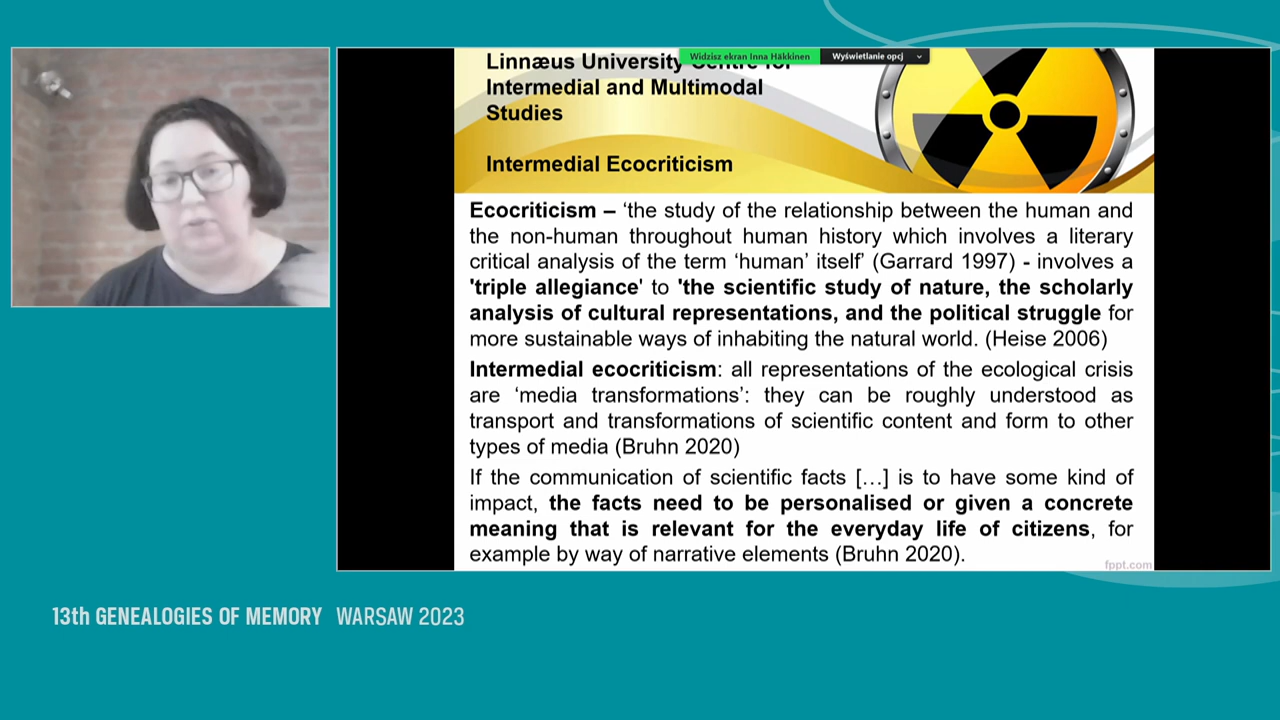 Linnæus University Centre for
Widzisz ekran Inna Häkkinen
Wyświetlanie opcj
Intermedial and Multimodal
Studies
Intermedial Ecocriticism
Ecocriticism – ‘the study of the relationship between the human and
the non-human throughout human history which involves a literary
critical analysis of the term ‘human’ itself’ (Garrard 1997) - involves a
'triple allegiance' to 'the scientific study of nature, the scholarly
analysis of cultural representations, and the political struggle for
more sustainable ways of inhabiting the natural world. (Heise 2006)
Intermedial ecocriticism: all representations of the ecological crisis
are ‘media transformations’: they can be roughly understood as
transport and transformations of scientific content and form to other
types of media (Bruhn 2020)
If the communication of scientific facts […] is to have some kind of
impact, the facts need to be personalised or given a concrete
meaning that is relevant for the everyday life of citizens, for
example by way of narrative elements (Bruhn 2020).
fppt.com
13th GENEALOGIES OF MEMORY WARSAW 2023